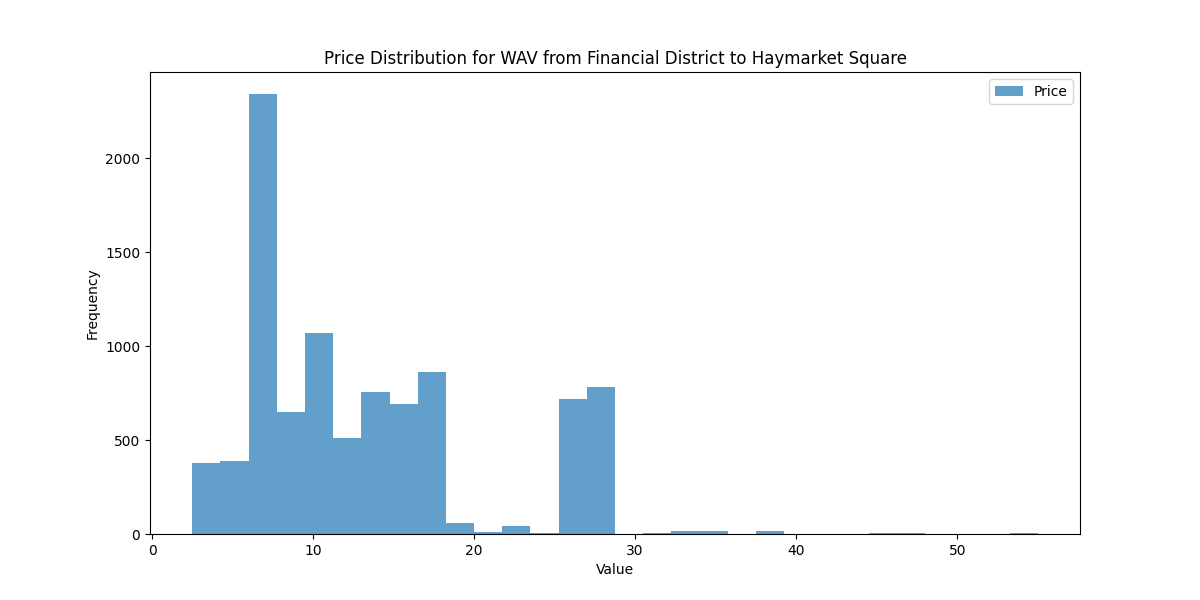 Price Distribution for WAV from Financial District to Haymarket Square
Price
2000
1500
1000
500
0
Frequency
0 10 20 30 40 50
Value